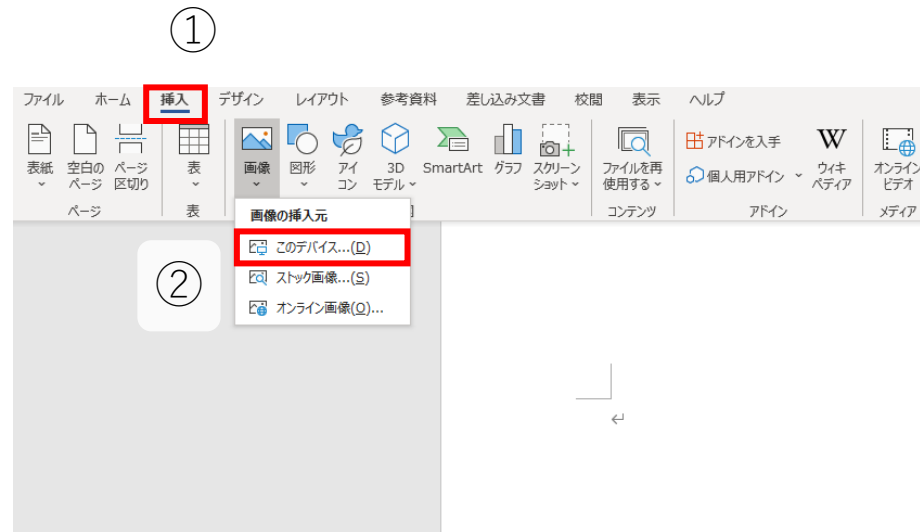 ①
ファイル ホーム 挿入 デザイン レイアウト 参考資料 差し込み文書 校閲 表示 ヘルプ
表紙 空白の ページ 表 画像 図形 アイ 3D SmartArt グラフ スクリーン ファイルを再 アドインを入手 W ウィキ オンライン
ページ 区切り コン モデル ショット 使用する 個人用アドイン ペディア ビデオ
ページ 表 コンテンツ アドイン メディア
画像の挿入元
このデバイス...(D)
②
ストック画像...(S)
オンライン画像(O)...